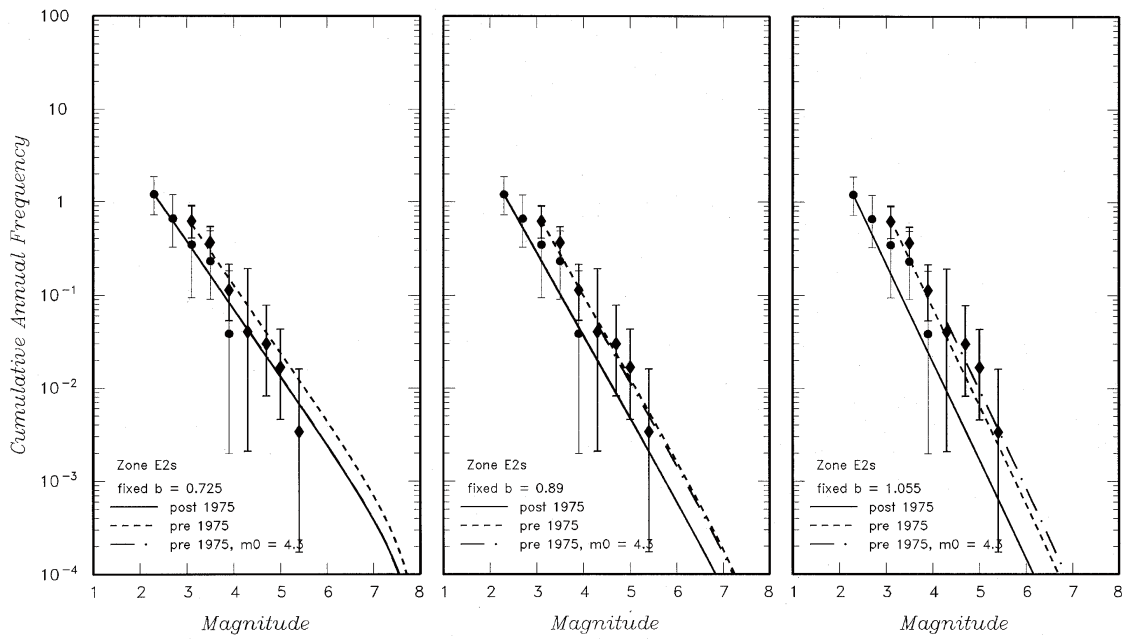 Cumulative Annual Frequency
100
10
1
10⁻¹
10⁻²
10⁻³
10⁻⁴
Zone E2s
fixed b = 0.725
post 1975
pre 1975
pre 1975, m0 = 4.3
1 2 3 4 5 6 7 8
Magnitude
Zone E2s
fixed b = 0.89
post 1975
pre 1975
pre 1975, m0 = 4.3
1 2 3 4 5 6 7 8
Magnitude
Zone E2s
fixed b = 1.055
post 1975
pre 1975
pre 1975, m0 = 4.3
1 2 3 4 5 6 7 8
Magnitude